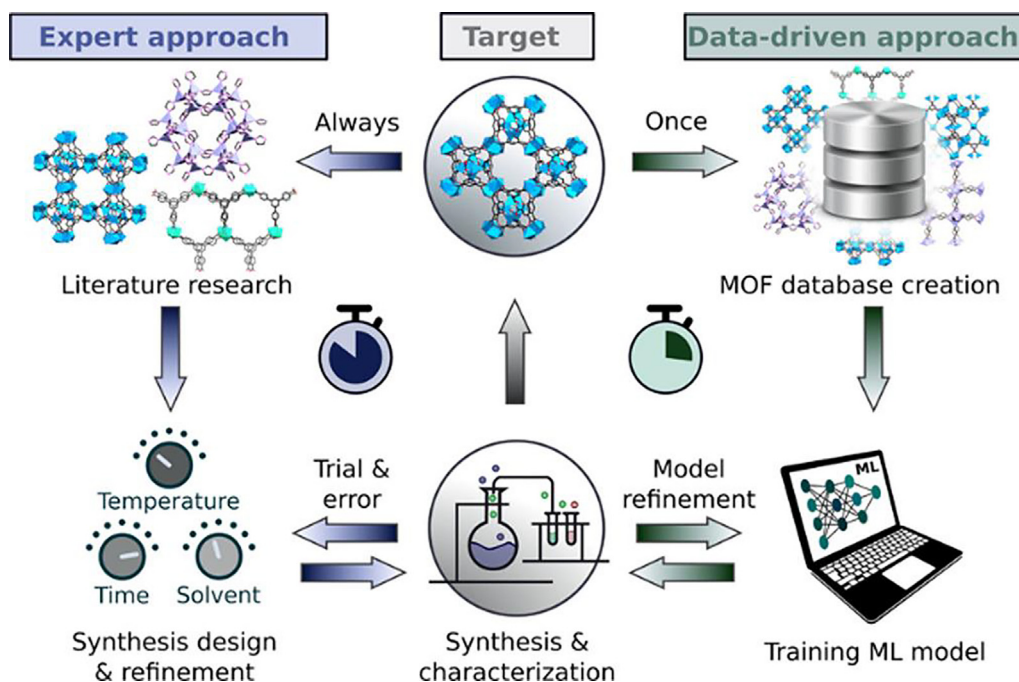 Expert approach
Target
Data-driven approach
Always
Once
Literature research
MOF database creation
Trial &
error
Model
refinement
ML
Temperature
Time
Solvent
Synthesis design
& refinement
Synthesis &
characterization
Training ML model